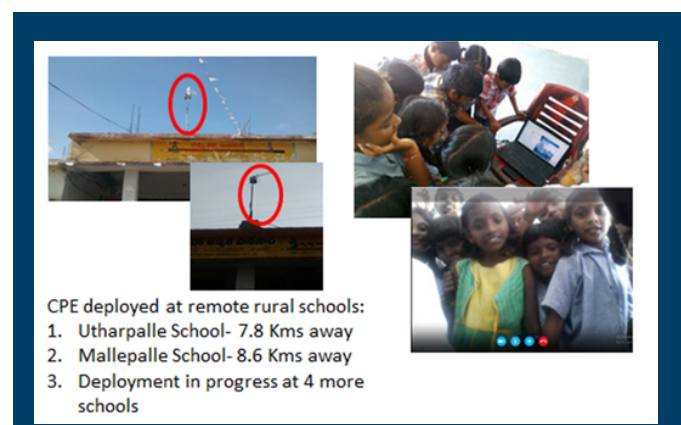 CPE deployed at remote rural schools:
1. Utharpalle School- 7.8 Kms away
2. Mallepalle School- 8.6 Kms away
3. Deployment in progress at 4 more
schools